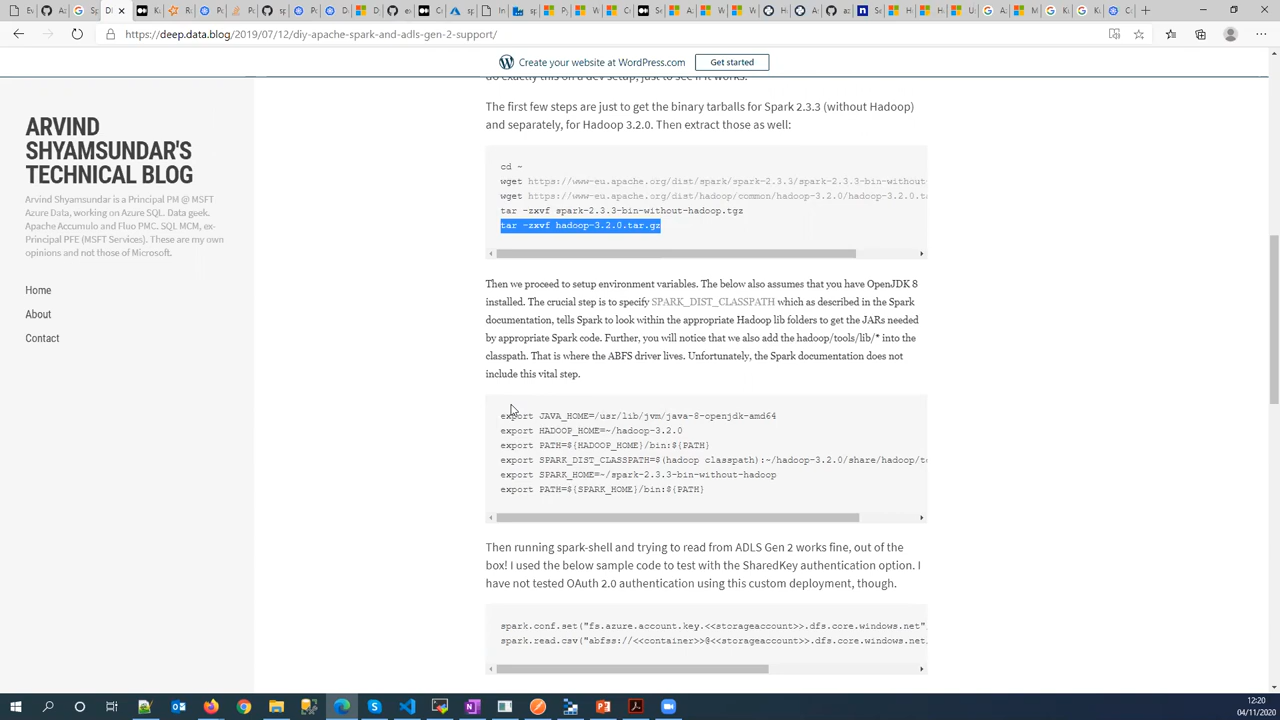 https://deep.data.blog/2019/07/12/diy-apache-spark-and-adls-gen-2-support/
Create your website at WordPress.com
Get started
do exactly this on a dev setup, just to see if it works.
ARVIND
SHYAMSUNDAR'S
TECHNICAL BLOG
Arvind Shyamsundar is a Principal PM @ MSFT
Azure Data, working on Azure SQL. Data geek.
Apache Accumulo and Fluo PMC. SQL MCM, ex-
Principal PFE (MSFT Services). These are my own
opinions and not those of Microsoft.
Home
About
Contact
The first few steps are just to get the binary tarballs for Spark 2.3.3 (without Hadoop)
and separately, for Hadoop 3.2.0. Then extract those as well:
cd ~
wget https://www-eu.apache.org/dist/spark/spark-2.3.3/spark-2.3.3-bin-without
wget https://www-eu.apache.org/dist/hadoop/common/hadoop-3.2.0/hadoop-3.2.0.t
tar -zxvf spark-2.3.3-bin-without-hadoop.tgz
tar -zxvf hadoop-3.2.0.tar.gz
Then we proceed to setup environment variables. The below also assumes that you have OpenJDK 8
installed. The crucial step is to specify SPARK_DIST_CLASSPATH which as described in the Spark
documentation, tells Spark to look within the appropriate Hadoop lib folders to get the JARs needed
by appropriate Spark code. Further, you will notice that we also add the hadoop/tools/lib/* into the
classpath. That is where the ABFS driver lives. Unfortunately, the Spark documentation does not
include this vital step.
export JAVA_HOME=/usr/lib/jvm/java-8-openjdk-amd64
export HADOOP_HOME=~/hadoop-3.2.0
export PATH=${HADOOP_HOME}/bin:${PATH}
export SPARK_DIST_CLASSPATH=$(hadoop classpath):~/hadoop-3.2.0/share/hadoop/to
export SPARK_HOME=~/spark-2.3.3-bin-without-hadoop
export PATH=${SPARK_HOME}/bin:${PATH}
Then running spark-shell and trying to read from ADLS Gen 2 works fine, out of the
box! I used the below sample code to test with the SharedKey authentication option. I
have not tested OAuth 2.0 authentication using this custom deployment, though.
spark.conf.set("fs.azure.account.key.<<storageaccount>>.dfs.core.windows.net"
spark.read.csv("abfss://<<container>>@<<storageaccount>>.dfs.core.windows.net
12:20
04/11/2020